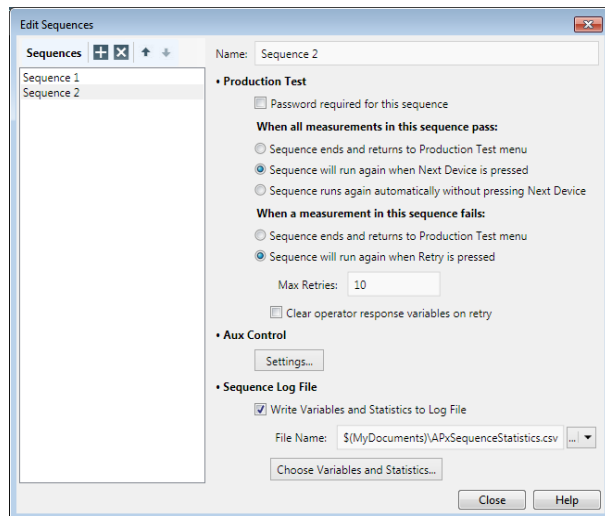 Edit Sequences
Sequences
Name: Sequence 2
Sequence 1
Sequence 2
• Production Test
Password required for this sequence
When all measurements in this sequence pass:
Sequence ends and returns to Production Test menu
Sequence will run again when Next Device is pressed
Sequence runs again automatically without pressing Next Device
When a measurement in this sequence fails:
Sequence ends and returns to Production Test menu
Sequence will run again when Retry is pressed
Max Retries: 10
Clear operator response variables on retry
• Aux Control
Settings...
• Sequence Log File
Write Variables and Statistics to Log File
File Name: $(MyDocuments)\APxSequenceStatistics.csv ...
Choose Variables and Statistics...
Close Help